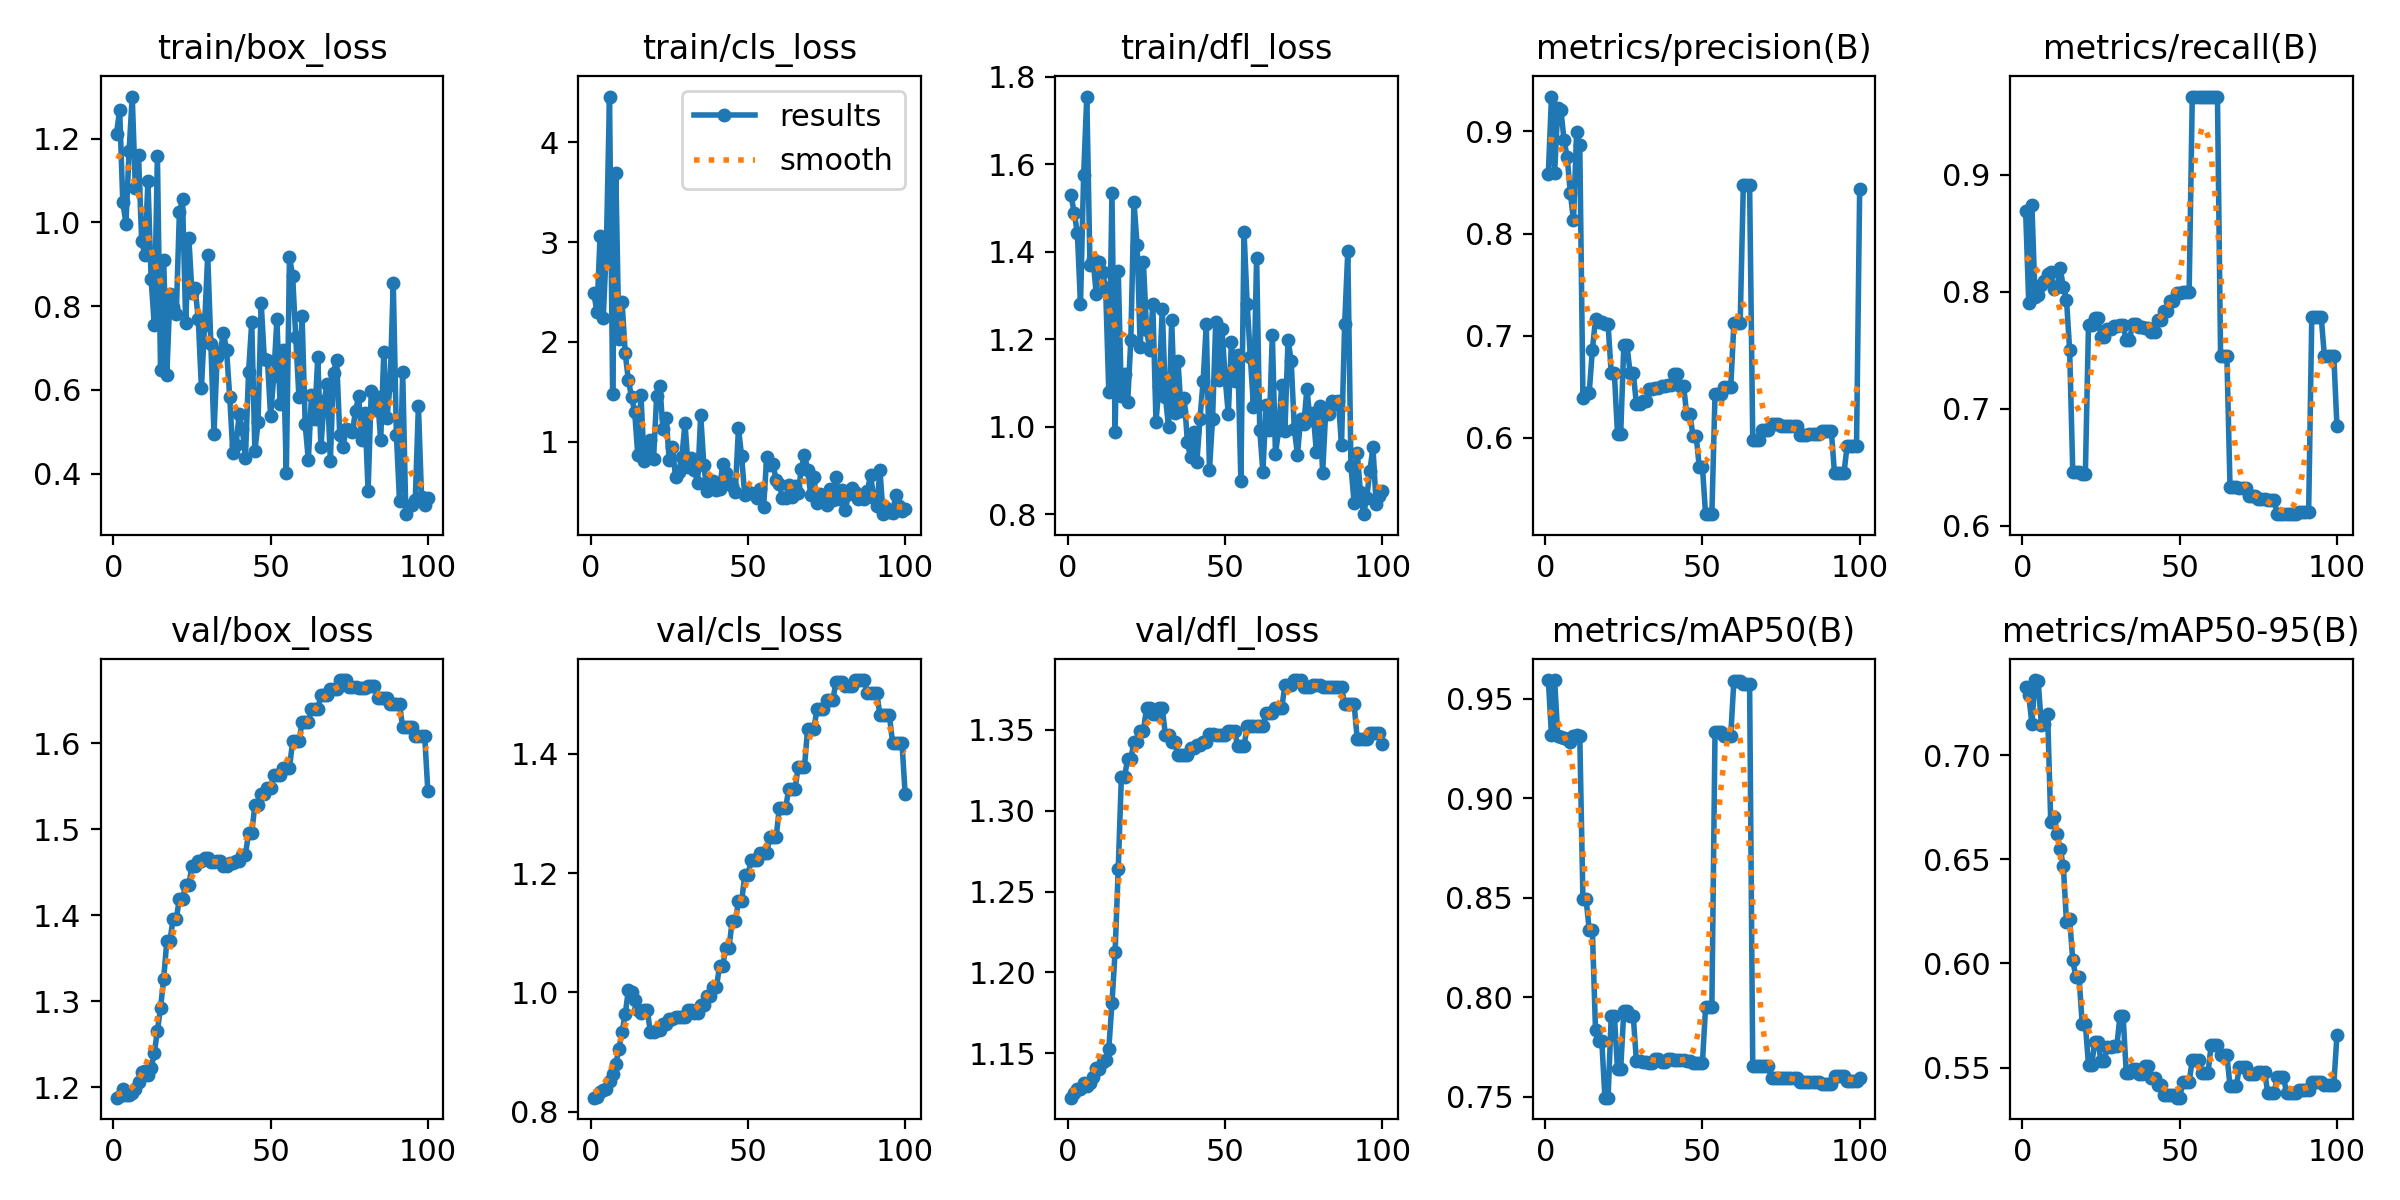 train/box_loss
1.2
1.0
0.8
0.6
0.4
0 50 100
train/cls_loss
results
smooth
4
3
2
1
0 50 100
train/dfl_loss
1.8
1.6
1.4
1.2
1.0
0.8
0 50 100
metrics/precision(B)
0.9
0.8
0.7
0.6
0 50 100
metrics/recall(B)
0.9
0.8
0.7
0.6
0 50 100
val/box_loss
1.6
1.5
1.4
1.3
1.2
0 50 100
val/cls_loss
1.4
1.2
1.0
0.8
0 50 100
val/dfl_loss
1.35
1.30
1.25
1.20
1.15
0 50 100
metrics/mAP50(B)
0.95
0.90
0.85
0.80
0.75
0 50 100
metrics/mAP50-95(B)
0.70
0.65
0.60
0.55
0 50 100